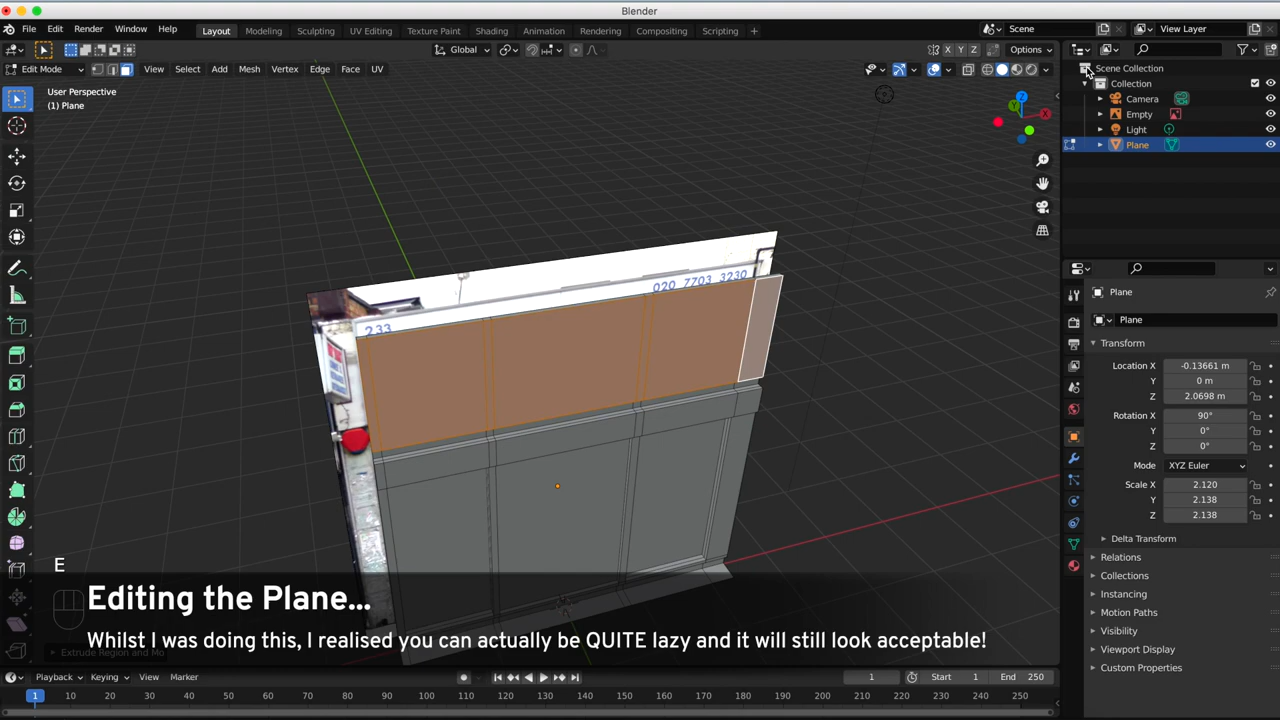 Blender
File Edit Render Window Help
Layout Modeling Sculpting UV Editing Texture Paint Shading Animation Rendering Compositing Scripting +
Scene
View Layer
Global
Options
Edit Mode View Select Add Mesh Vertex Edge Face UV
X Y Z
User Perspective
(1) Plane
Z
Y
X
Scene Collection
Collection
Camera
Empty
Light
Plane
020 7703 3230
233
Plane
Plane
Transform
Location X -0.13661 m
Y 0 m
Z 2.0698 m
Rotation X 90°
Y 0°
Z 0°
Mode XYZ Euler
Scale X 2.120
Y 2.138
Z 2.138
Delta Transform
Relations
Collections
Instancing
Motion Paths
Visibility
Viewport Display
Custom Properties
E
Editing the Plane...
Whilst I was doing this, I realised you can actually be QUITE lazy and it will still look acceptable!
Extrude Region and Mo
Playback Keying View Marker
1
Start 1
End 250
1 10 20 30 40 50 60 70 80 90 100 110 120 130 140 150 160 170 180 190 200 210 220 230 240 250